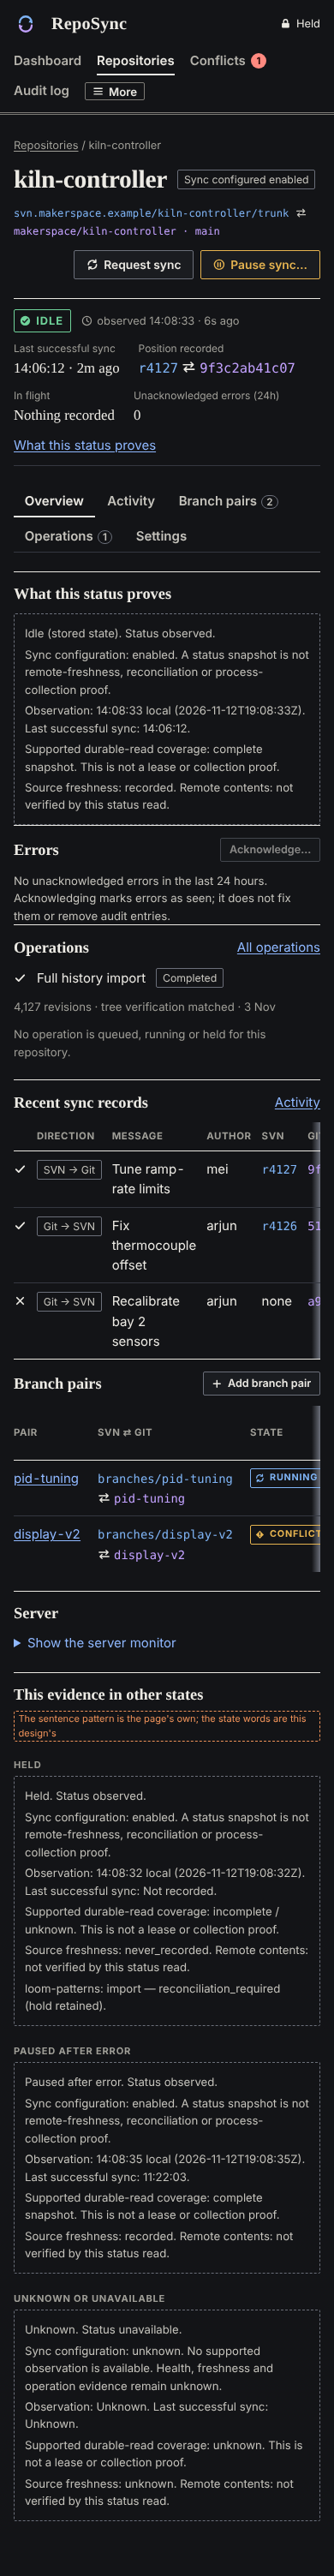 RepoSync
Held
Dashboard Repositories Conflicts 1
Audit log More
Repositories / kiln-controller
kiln-controller Sync configured enabled
svn.makerspace.example/kiln-controller/trunk ⇄
makerspace/kiln-controller · main
Request sync Pause sync...
IDLE observed 14:08:33 · 6s ago
Last successful sync Position recorded
14:06:12 · 2m ago r4127 ⇄ 9f3c2ab41c07
In flight Unacknowledged errors (24h)
Nothing recorded 0
What this status proves
Overview Activity Branch pairs 2
Operations 1 Settings
What this status proves
Idle (stored state). Status observed.
Sync configuration: enabled. A status snapshot is not
remote-freshness, reconciliation or process-
collection proof.
Observation: 14:08:33 local (2026-11-12T19:08:33Z).
Last successful sync: 14:06:12.
Supported durable-read coverage: complete
snapshot. This is not a lease or collection proof.
Source freshness: recorded. Remote contents: not
verified by this status read.
Errors Acknowledge...
No unacknowledged errors in the last 24 hours.
Acknowledging marks errors as seen; it does not fix
them or remove audit entries.
Operations All operations
Full history import Completed
4,127 revisions · tree verification matched · 3 Nov
No operation is queued, running or held for this
repository.
Recent sync records Activity
DIRECTION MESSAGE AUTHOR SVN GI
SVN → Git Tune ramp- mei r4127 9f
rate limits
Git → SVN Fix arjun r4126 51
thermocouple
offset
Git → SVN Recalibrate arjun none a9
bay 2
sensors
Branch pairs + Add branch pair
PAIR SVN ⇄ GIT STATE
pid-tuning branches/pid-tuning RUNNING
⇄ pid-tuning
display-v2 branches/display-v2 CONFLICT
⇄ display-v2
Server
Show the server monitor
This evidence in other states
The sentence pattern is the page's own; the state words are this
design's
HELD
Held. Status observed.
Sync configuration: enabled. A status snapshot is not
remote-freshness, reconciliation or process-
collection proof.
Observation: 14:08:32 local (2026-11-12T19:08:32Z).
Last successful sync: Not recorded.
Supported durable-read coverage: incomplete /
unknown. This is not a lease or collection proof.
Source freshness: never_recorded. Remote contents:
not verified by this status read.
loom-patterns: import — reconciliation_required
(hold retained).
PAUSED AFTER ERROR
Paused after error. Status observed.
Sync configuration: enabled. A status snapshot is not
remote-freshness, reconciliation or process-
collection proof.
Observation: 14:08:35 local (2026-11-12T19:08:35Z).
Last successful sync: 11:22:03.
Supported durable-read coverage: complete
snapshot. This is not a lease or collection proof.
Source freshness: recorded. Remote contents: not
verified by this status read.
UNKNOWN OR UNAVAILABLE
Unknown. Status unavailable.
Sync configuration: unknown. No supported
observation is available. Health, freshness and
operation evidence remain unknown.
Observation: Unknown. Last successful sync:
Unknown.
Supported durable-read coverage: unknown. This is
not a lease or collection proof.
Source freshness: unknown. Remote contents: not
verified by this status read.